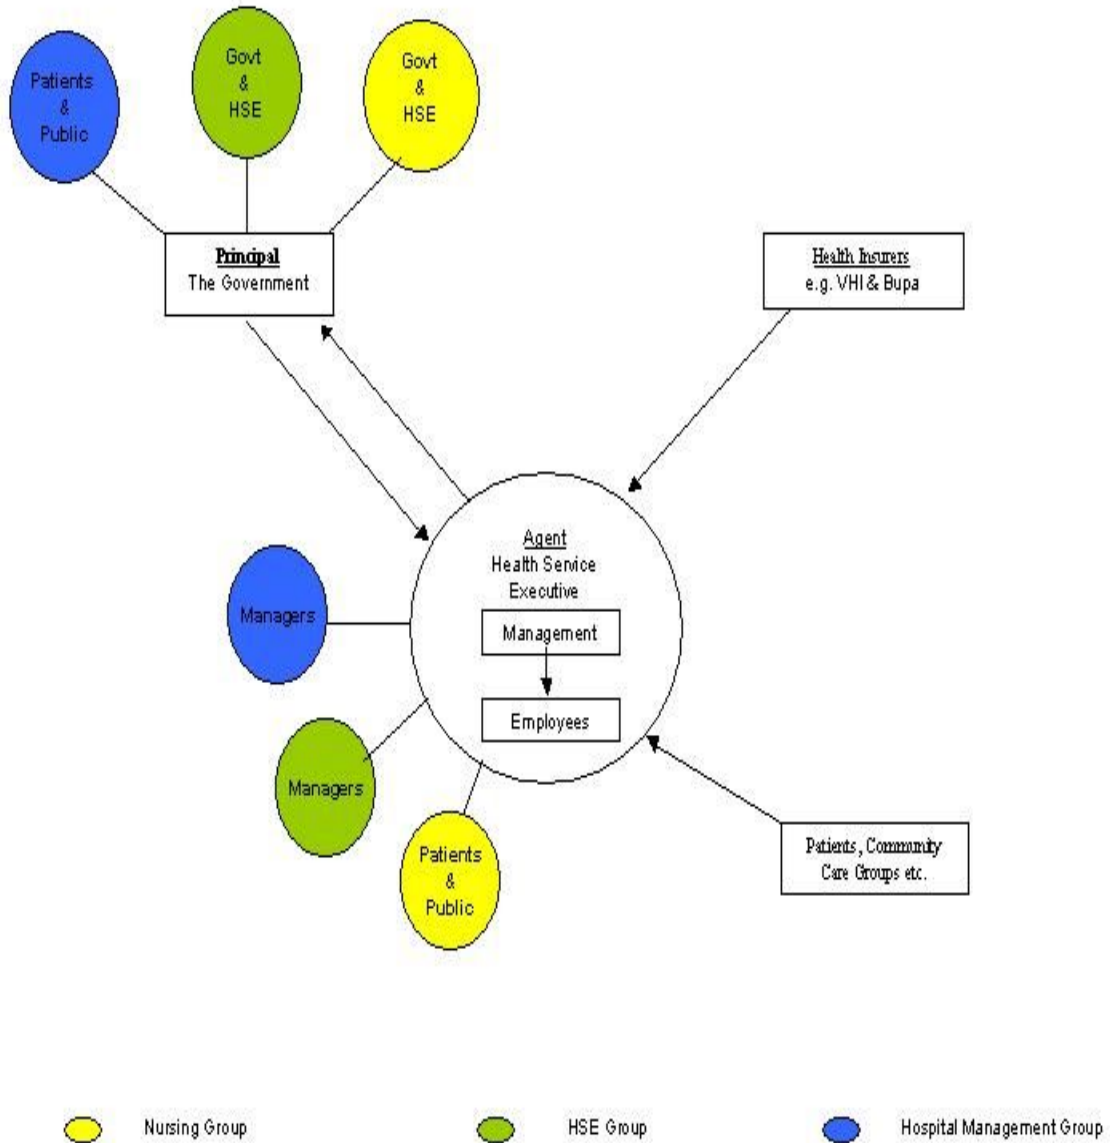 Patients
&
Public
Govt
&
HSE
Govt
&
HSE
Principal
The Government
Health Insurers
e.g. VHI & Bupa
Agent
Health Service
Executive
Management
Employees
Managers
Managers
Patients
&
Public
Patients, Community
Care Groups etc.
Nursing Group
HSE Group
Hospital Management Group